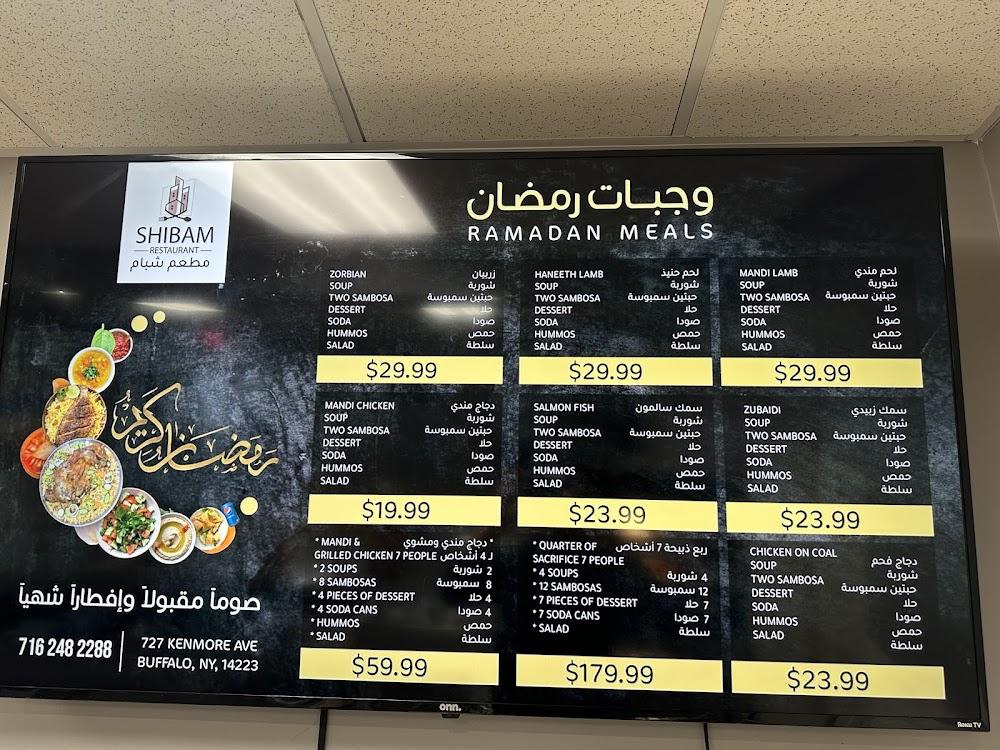 SHIBAM
RESTAURANT
مطعم شبام
وجبات رمضان
RAMADAN MEALS
ZORBIAN زربيان
SOUP شوربة
TWO SAMBOSA حبتين سمبوسة
DESSERT حلا
SODA صودا
HUMMOS حمص
SALAD سلطة
$29.99
HANEETH LAMB لحم حنيذ
SOUP شوربة
TWO SAMBOSA حبتين سمبوسة
DESSERT حلا
SODA صودا
HUMMOS حمص
SALAD سلطة
$29.99
MANDI LAMB لحم مندي
SOUP شوربة
TWO SAMBOSA حبتين سمبوسة
DESSERT حلا
SODA صودا
HUMMOS حمص
SALAD سلطة
$29.99
MANDI CHICKEN دجاج مندي
SOUP شوربة
TWO SAMBOSA حبتين سمبوسة
DESSERT حلا
SODA صودا
HUMMOS حمص
SALAD سلطة
$19.99
SALMON FISH سمك سالمون
SOUP شوربة
TWO SAMBOSA حبتين سمبوسة
DESSERT حلا
SODA صودا
HUMMOS حمص
SALAD سلطة
$23.99
ZUBAIDI سمك زبيدي
SOUP شوربة
TWO SAMBOSA حبتين سمبوسة
DESSERT حلا
SODA صودا
HUMMOS حمص
SALAD سلطة
$23.99
* MANDI & * دجاج مندي ومشوي
GRILLED CHICKEN 7 PEOPLE لـ 4 أشخاص
* 2 SOUPS 2 شوربة
* 8 SAMBOSAS 8 سمبوسة
* 4 PIECES OF DESSERT 4 حلا
* 4 SODA CANS 4 صودا
* HUMMOS حمص
* SALAD سلطة
$59.99
* QUARTER OF ربع ذبيحة 7 أشخاص
SACRIFICE 7 PEOPLE
* 4 SOUPS 4 شوربة
* 12 SAMBOSAS 12 سمبوسة
* 7 PIECES OF DESSERT 7 حلا
* 7 SODA CANS 7 صودا
* HUMMOS حمص
* SALAD سلطة
$179.99
CHICKEN ON COAL دجاج فحم
SOUP شوربة
TWO SAMBOSA حبتين سمبوسة
DESSERT حلا
SODA صودا
HUMMOS حمص
SALAD سلطة
$23.99
رمضان كريم
صوماً مقبولاً وإفطاراً شهياً
716 248 2288
727 KENMORE AVE
BUFFALO, NY, 14223
onn.
Roku TV